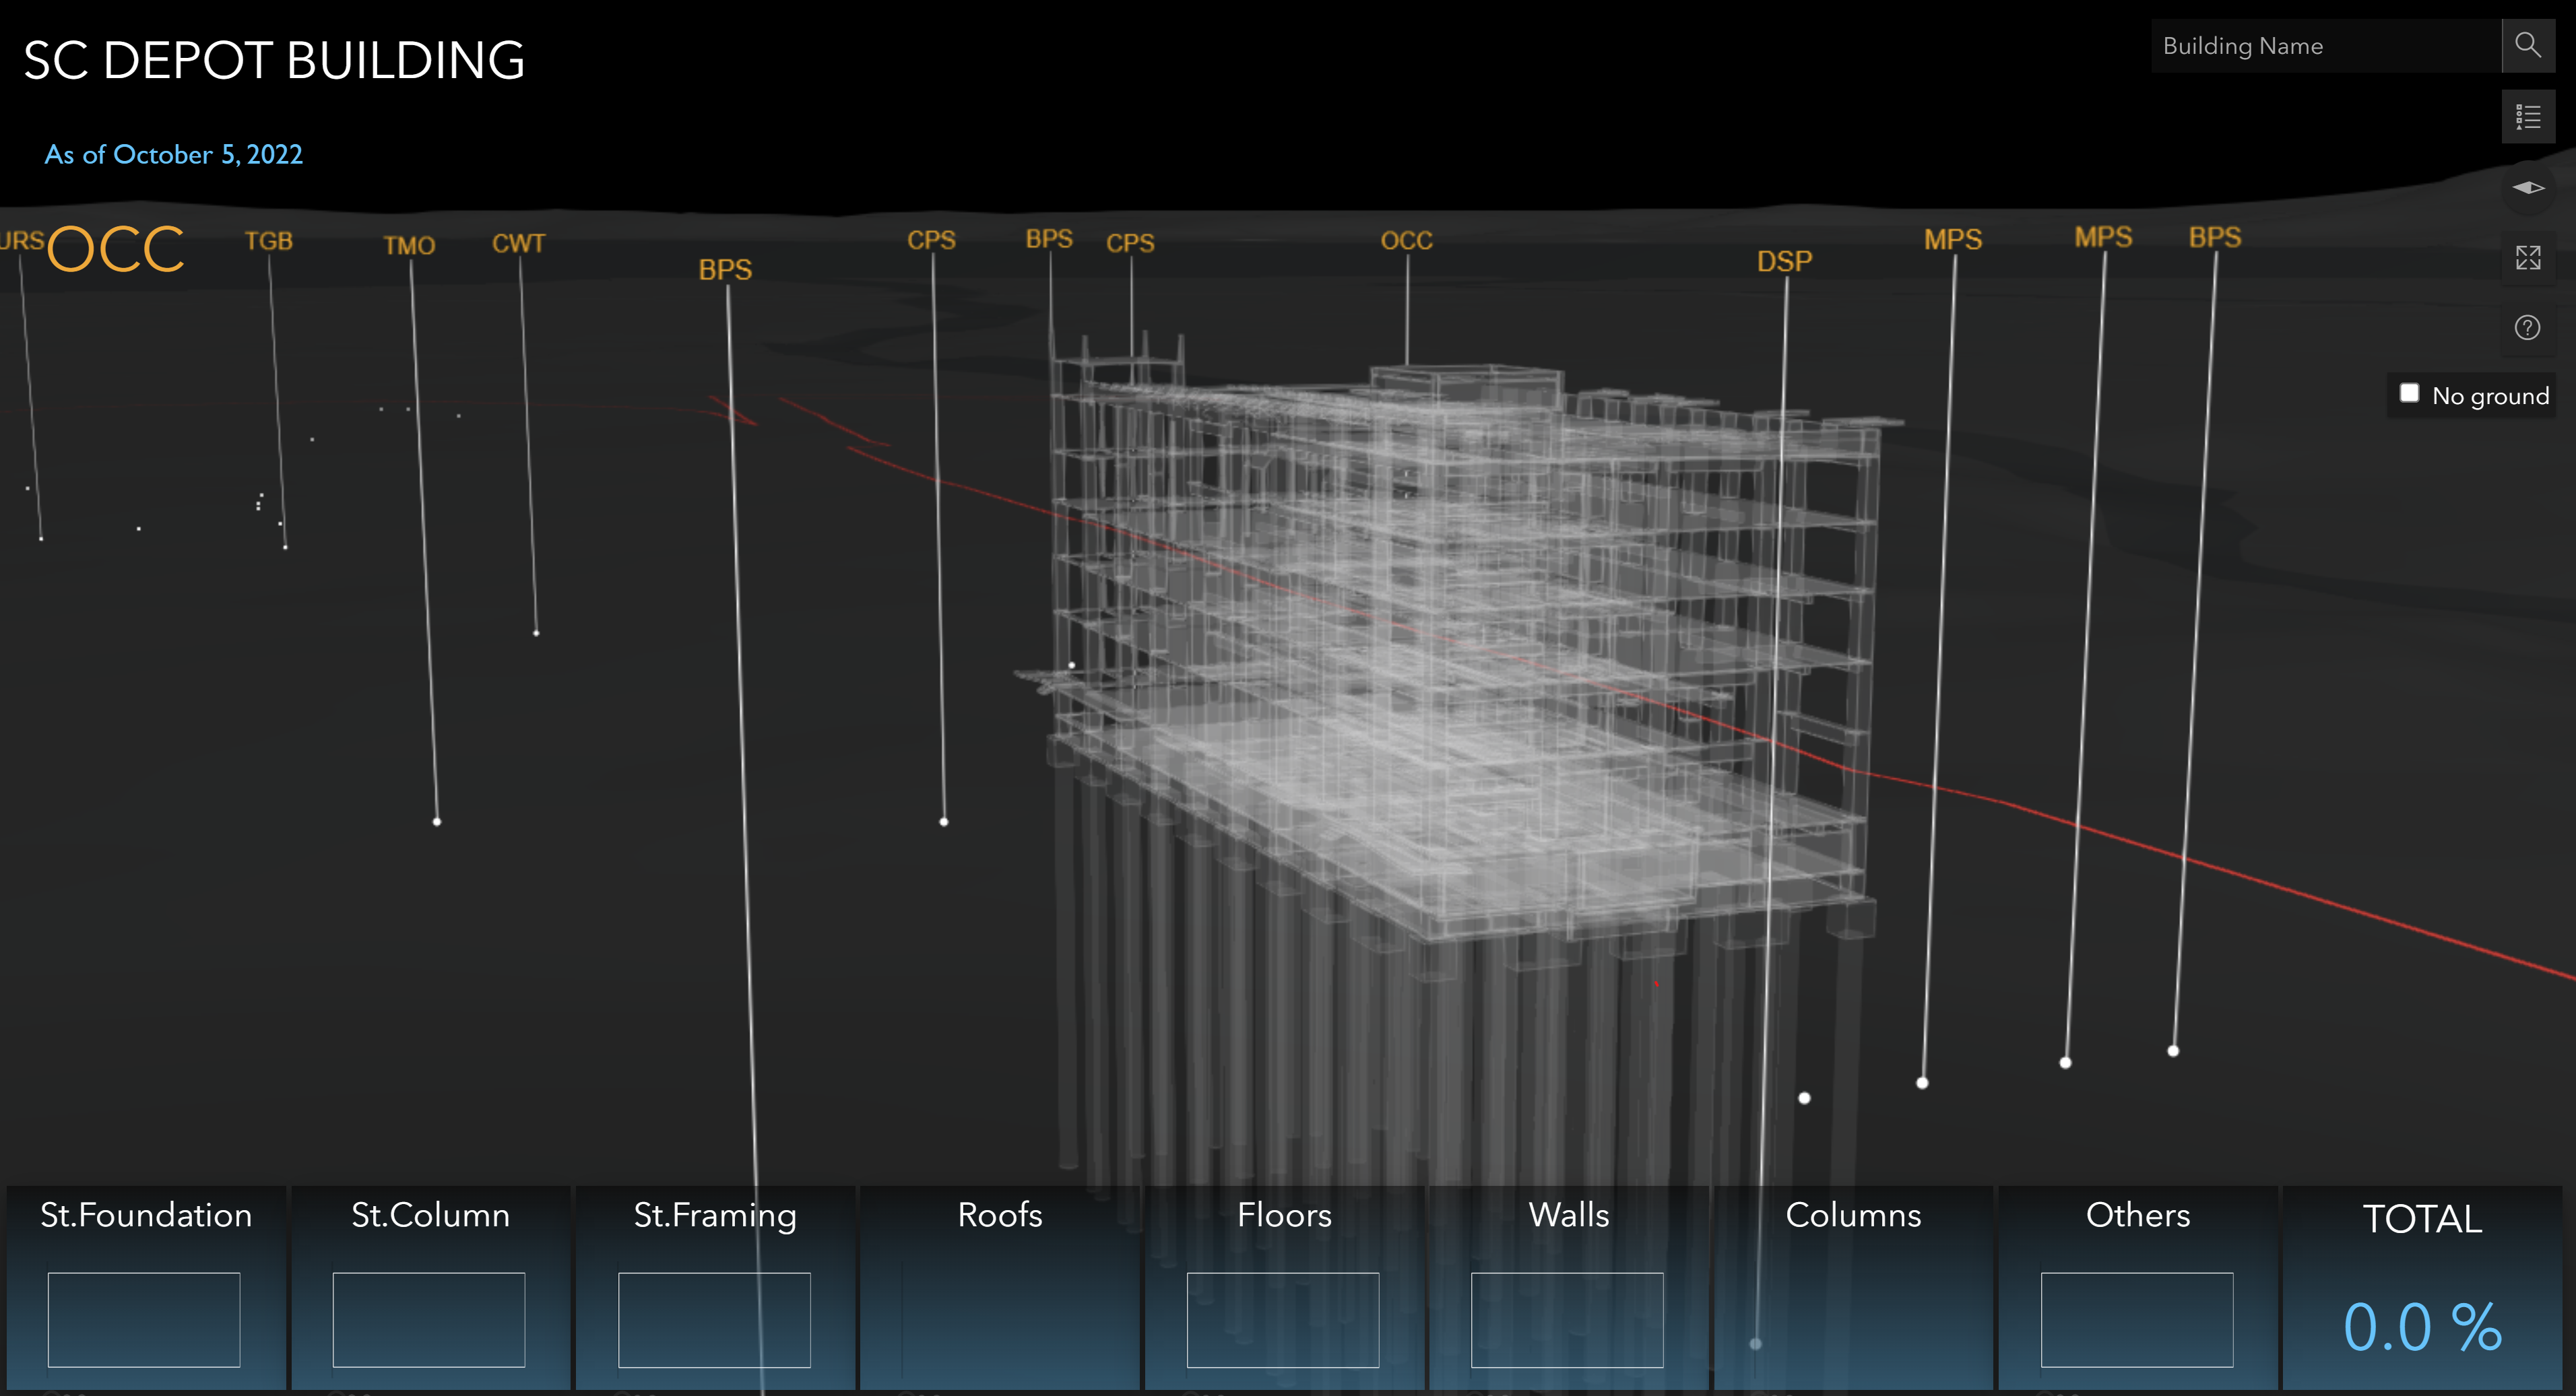 SC DEPOT BUILDING
Building Name
As of October 5, 2022
No ground
URS
OCC
TGB
TMO
CWT
BPS
CPS
BPS
CPS
OCC
DSP
MPS
MPS
BPS
St.Foundation
St.Column
St.Framing
Roofs
Floors
Walls
Columns
Others
TOTAL
0.0 %